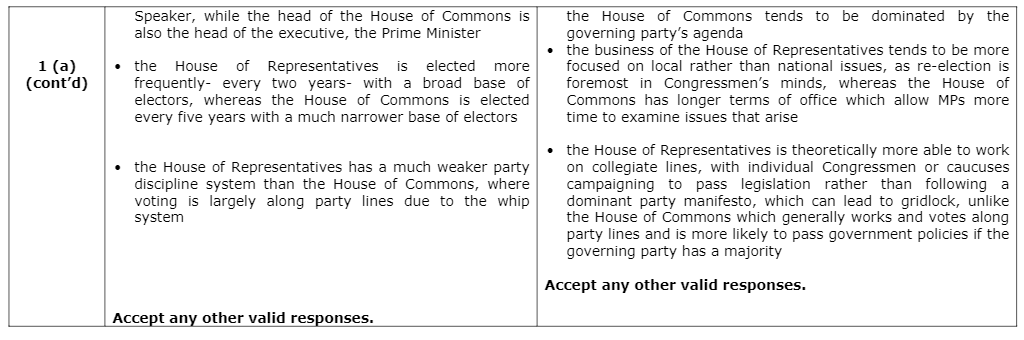 1 (a)
(cont’d)
Speaker, while the head of the House of Commons is
also the head of the executive, the Prime Minister
• the House of Representatives is elected more
frequently- every two years- with a broad base of
electors, whereas the House of Commons is elected
every five years with a much narrower base of electors
• the House of Representatives has a much weaker party
discipline system than the House of Commons, where
voting is largely along party lines due to the whip
system
Accept any other valid responses.
the House of Commons tends to be dominated by the
governing party’s agenda
• the business of the House of Representatives tends to be more
focused on local rather than national issues, as re-election is
foremost in Congressmen’s minds, whereas the House of
Commons has longer terms of office which allow MPs more
time to examine issues that arise
• the House of Representatives is theoretically more able to work
on collegiate lines, with individual Congressmen or caucuses
campaigning to pass legislation rather than following a
dominant party manifesto, which can lead to gridlock, unlike
the House of Commons which generally works and votes along
party lines and is more likely to pass government policies if the
governing party has a majority
Accept any other valid responses.